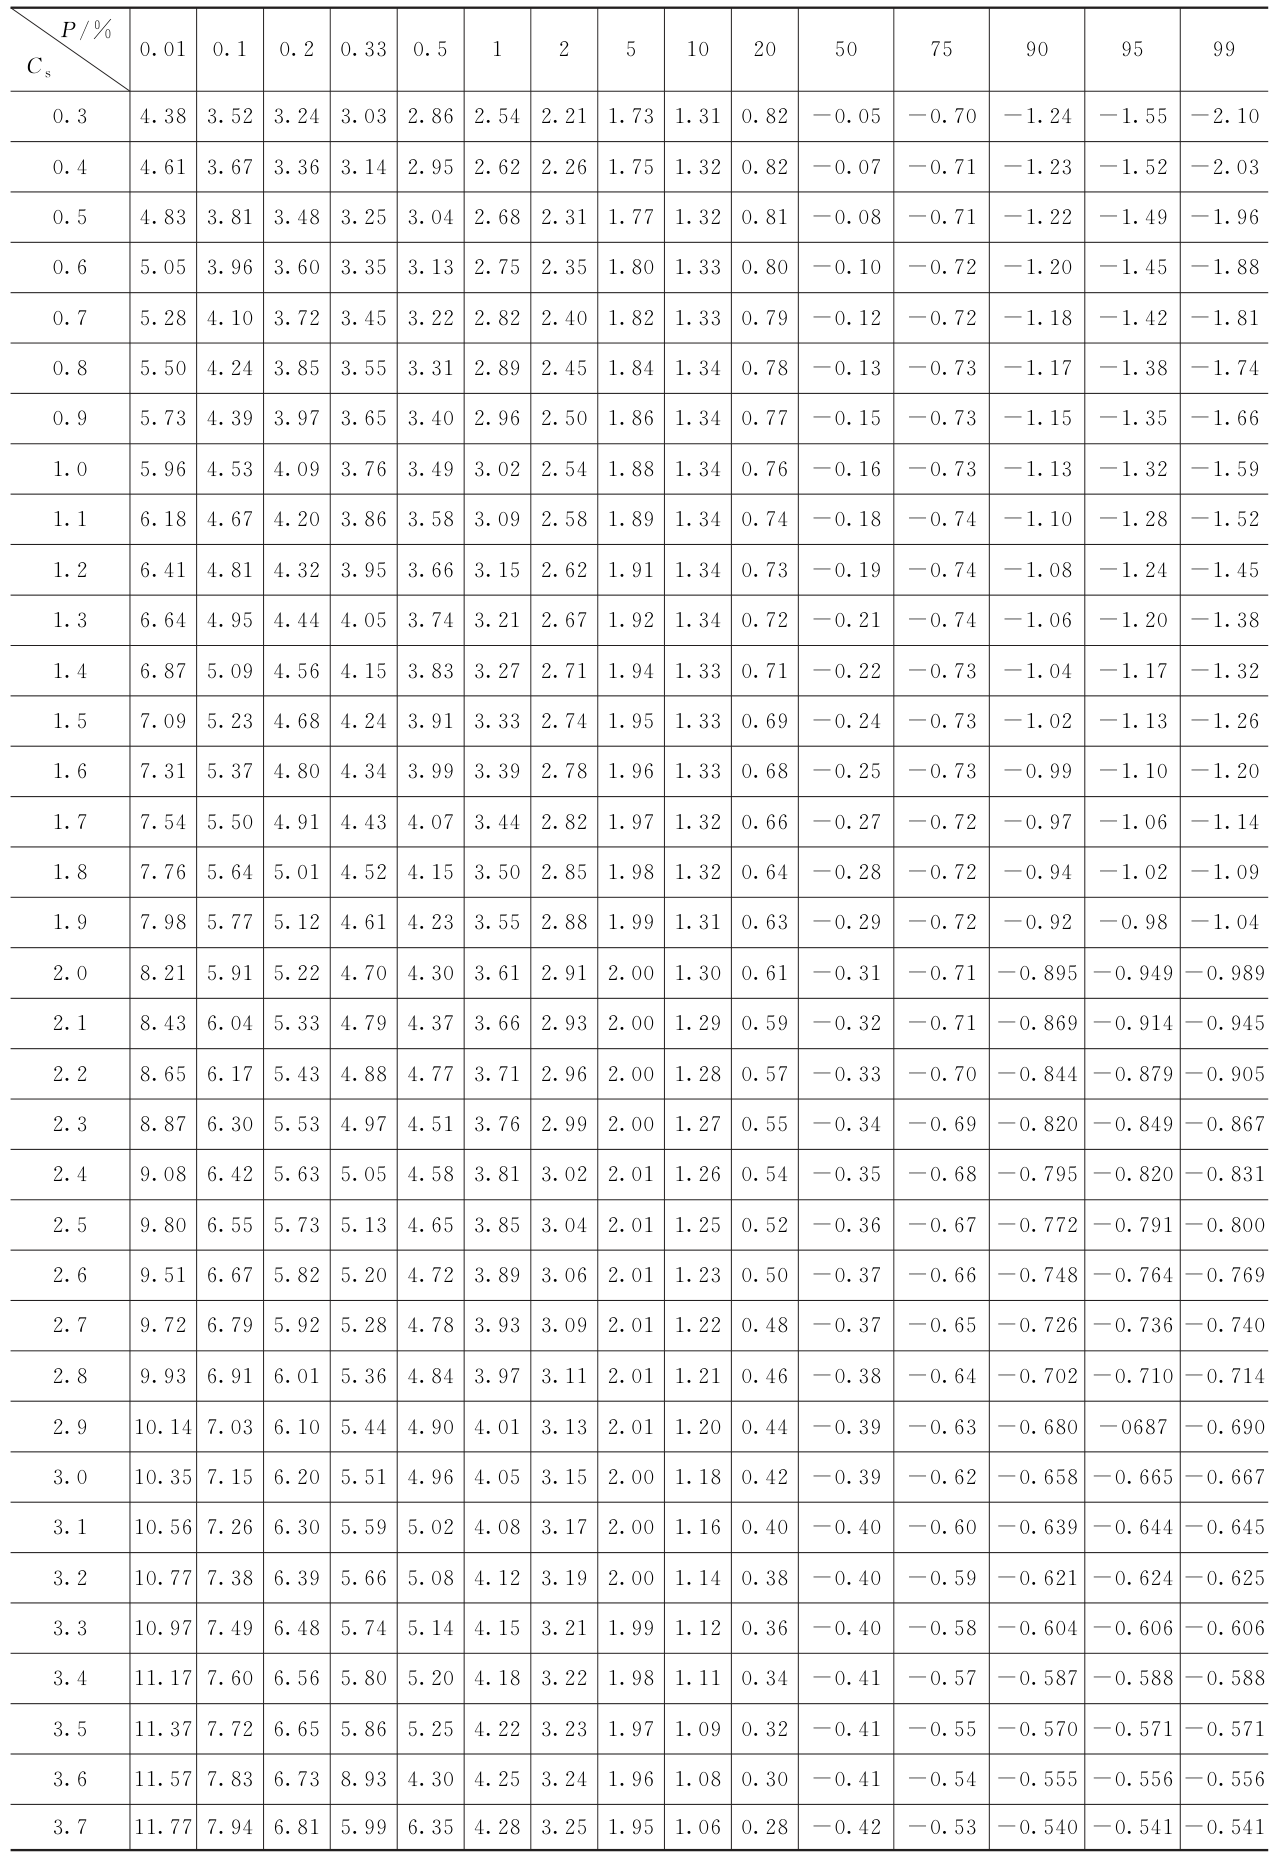 P/% 0.01 0.1 0.2 0.33 0.5 1 2 5 10 20 50 75 90 95 99
Cs
0.3 4.38 3.52 3.24 3.03 2.86 2.54 2.21 1.73 1.31 0.82 −0.05 −0.70 −1.24 −1.55 −2.10
0.4 4.61 3.67 3.36 3.14 2.95 2.62 2.26 1.75 1.32 0.82 −0.07 −0.71 −1.23 −1.52 −2.03
0.5 4.83 3.81 3.48 3.25 3.04 2.68 2.31 1.77 1.32 0.81 −0.08 −0.71 −1.22 −1.49 −1.96
0.6 5.05 3.96 3.60 3.35 3.13 2.75 2.35 1.80 1.33 0.80 −0.10 −0.72 −1.20 −1.45 −1.88
0.7 5.28 4.10 3.72 3.45 3.22 2.82 2.40 1.82 1.33 0.79 −0.12 −0.72 −1.18 −1.42 −1.81
0.8 5.50 4.24 3.85 3.55 3.31 2.89 2.45 1.84 1.34 0.78 −0.13 −0.73 −1.17 −1.38 −1.74
0.9 5.73 4.39 3.97 3.65 3.40 2.96 2.50 1.86 1.34 0.77 −0.15 −0.73 −1.15 −1.35 −1.66
1.0 5.96 4.53 4.09 3.76 3.49 3.02 2.54 1.88 1.34 0.76 −0.16 −0.73 −1.13 −1.32 −1.59
1.1 6.18 4.67 4.20 3.86 3.58 3.09 2.58 1.89 1.34 0.74 −0.18 −0.74 −1.10 −1.28 −1.52
1.2 6.41 4.81 4.32 3.95 3.66 3.15 2.62 1.91 1.34 0.73 −0.19 −0.74 −1.08 −1.24 −1.45
1.3 6.64 4.95 4.44 4.05 3.74 3.21 2.67 1.92 1.34 0.72 −0.21 −0.74 −1.06 −1.20 −1.38
1.4 6.87 5.09 4.56 4.15 3.83 3.27 2.71 1.94 1.33 0.71 −0.22 −0.73 −1.04 −1.17 −1.32
1.5 7.09 5.23 4.68 4.24 3.91 3.33 2.74 1.95 1.33 0.69 −0.24 −0.73 −1.02 −1.13 −1.26
1.6 7.31 5.37 4.80 4.34 3.99 3.39 2.78 1.96 1.33 0.68 −0.25 −0.73 −0.99 −1.10 −1.20
1.7 7.54 5.50 4.91 4.43 4.07 3.44 2.82 1.97 1.32 0.66 −0.27 −0.72 −0.97 −1.06 −1.14
1.8 7.76 5.64 5.01 4.52 4.15 3.50 2.85 1.98 1.32 0.64 −0.28 −0.72 −0.94 −1.02 −1.09
1.9 7.98 5.77 5.12 4.61 4.23 3.55 2.88 1.99 1.31 0.63 −0.29 −0.72 −0.92 −0.98 −1.04
2.0 8.21 5.91 5.22 4.70 4.30 3.61 2.91 2.00 1.30 0.61 −0.31 −0.71 −0.895 −0.949 −0.989
2.1 8.43 6.04 5.33 4.79 4.37 3.66 2.93 2.00 1.29 0.59 −0.32 −0.71 −0.869 −0.914 −0.945
2.2 8.65 6.17 5.43 4.88 4.77 3.71 2.96 2.00 1.28 0.57 −0.33 −0.70 −0.844 −0.879 −0.905
2.3 8.87 6.30 5.53 4.97 4.51 3.76 2.99 2.00 1.27 0.55 −0.34 −0.69 −0.820 −0.849 −0.867
2.4 9.08 6.42 5.63 5.05 4.58 3.81 3.02 2.01 1.26 0.54 −0.35 −0.68 −0.795 −0.820 −0.831
2.5 9.80 6.55 5.73 5.13 4.65 3.85 3.04 2.01 1.25 0.52 −0.36 −0.67 −0.772 −0.791 −0.800
2.6 9.51 6.67 5.82 5.20 4.72 3.89 3.06 2.01 1.23 0.50 −0.37 −0.66 −0.748 −0.764 −0.769
2.7 9.72 6.79 5.92 5.28 4.78 3.93 3.09 2.01 1.22 0.48 −0.37 −0.65 −0.726 −0.736 −0.740
2.8 9.93 6.91 6.01 5.36 4.84 3.97 3.11 2.01 1.21 0.46 −0.38 −0.64 −0.702 −0.710 −0.714
2.9 10.14 7.03 6.10 5.44 4.90 4.01 3.13 2.01 1.20 0.44 −0.39 −0.63 −0.680 −0687 −0.690
3.0 10.35 7.15 6.20 5.51 4.96 4.05 3.15 2.00 1.18 0.42 −0.39 −0.62 −0.658 −0.665 −0.667
3.1 10.56 7.26 6.30 5.59 5.02 4.08 3.17 2.00 1.16 0.40 −0.40 −0.60 −0.639 −0.644 −0.645
3.2 10.77 7.38 6.39 5.66 5.08 4.12 3.19 2.00 1.14 0.38 −0.40 −0.59 −0.621 −0.624 −0.625
3.3 10.97 7.49 6.48 5.74 5.14 4.15 3.21 1.99 1.12 0.36 −0.40 −0.58 −0.604 −0.606 −0.606
3.4 11.17 7.60 6.56 5.80 5.20 4.18 3.22 1.98 1.11 0.34 −0.41 −0.57 −0.587 −0.588 −0.588
3.5 11.37 7.72 6.65 5.86 5.25 4.22 3.23 1.97 1.09 0.32 −0.41 −0.55 −0.570 −0.571 −0.571
3.6 11.57 7.83 6.73 8.93 4.30 4.25 3.24 1.96 1.08 0.30 −0.41 −0.54 −0.555 −0.556 −0.556
3.7 11.77 7.94 6.81 5.99 6.35 4.28 3.25 1.95 1.06 0.28 −0.42 −0.53 −0.540 −0.541 −0.541